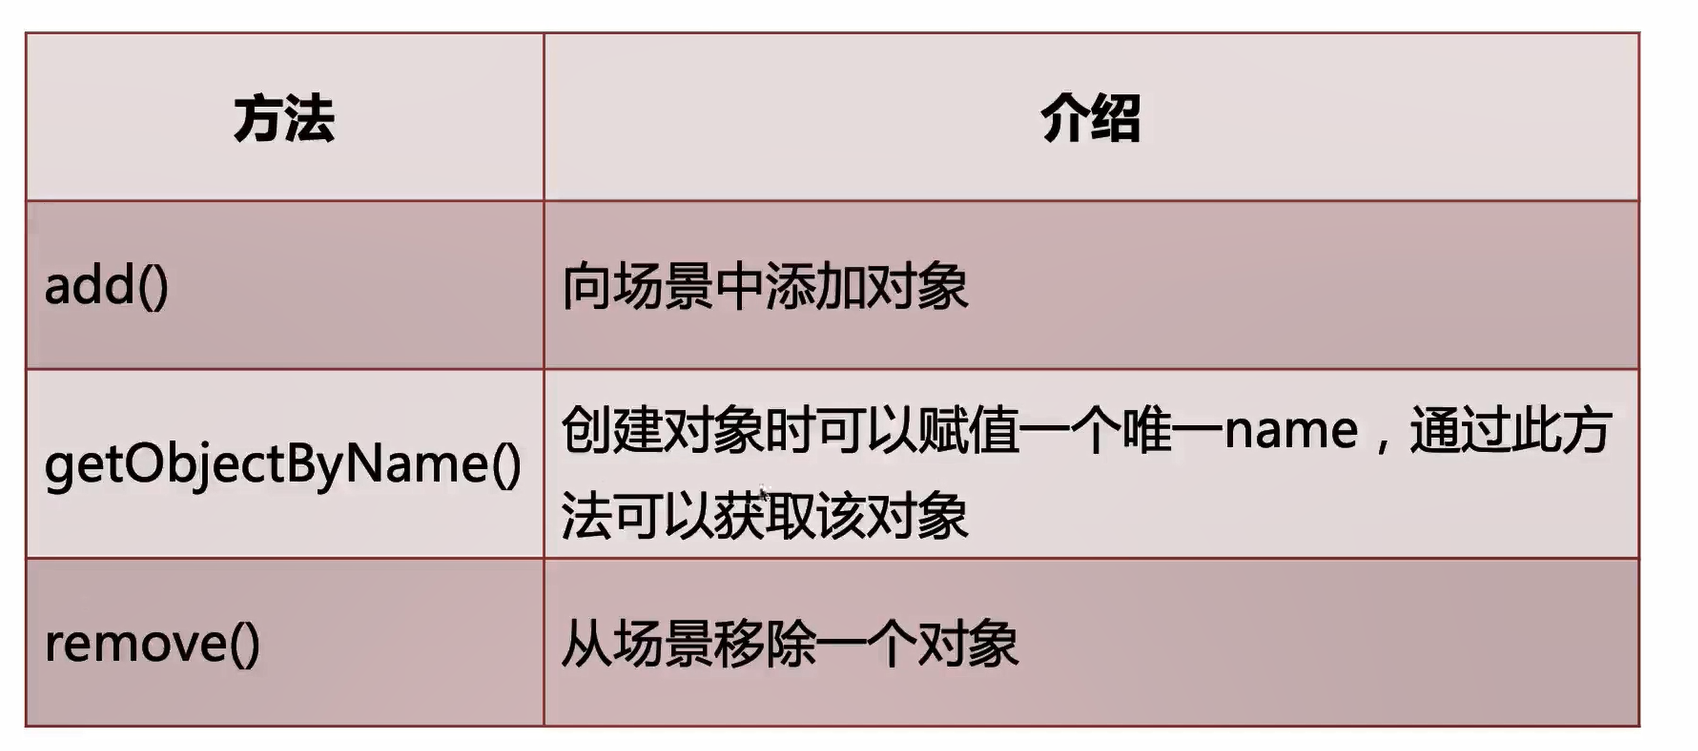 方法
介绍
add()
向场景中添加对象
getObjectByName()
创建对象时可以赋值一个唯一name，通过此方
法可以获取该对象
remove()
从场景移除一个对象